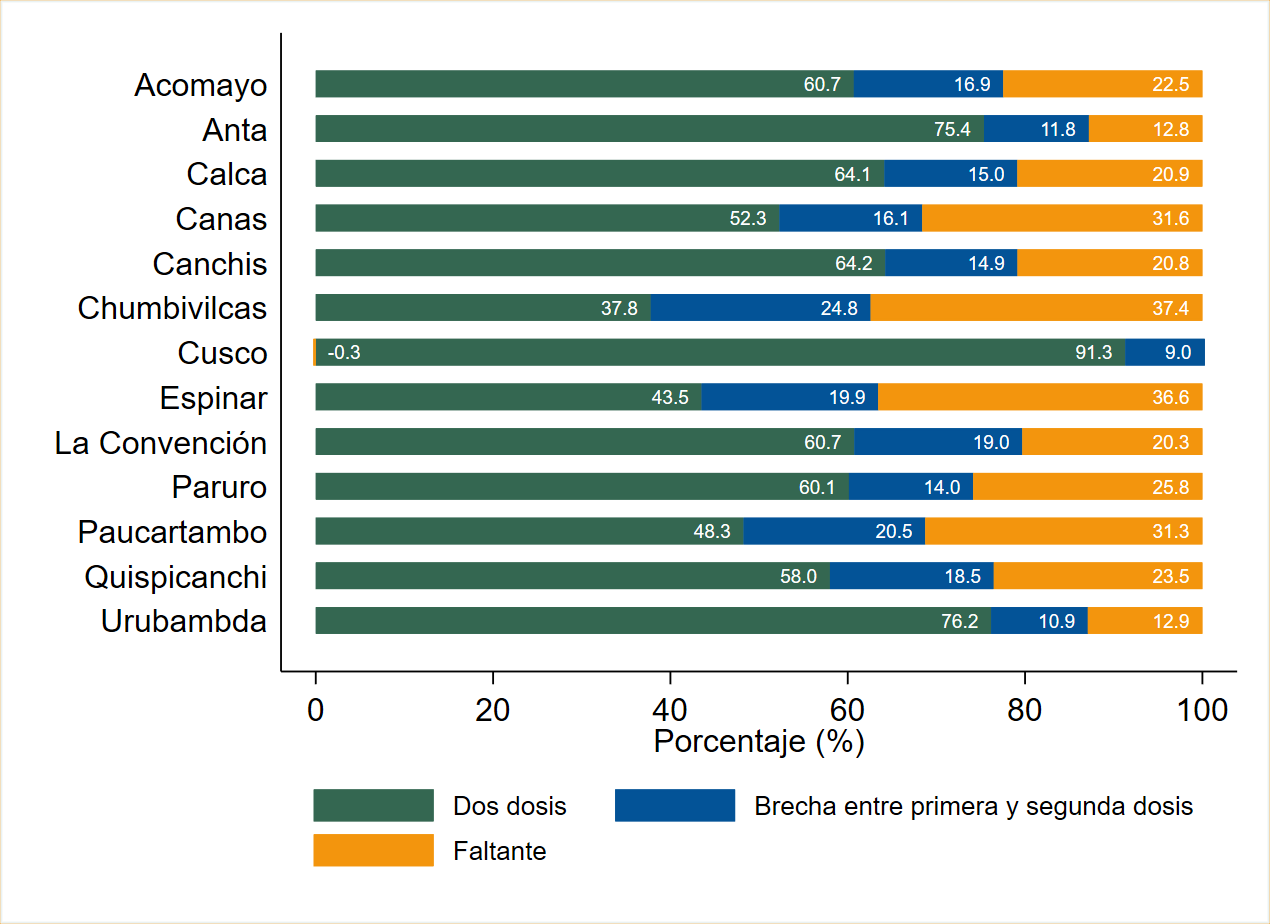 Acomayo 60.7 16.9 22.5
Anta 75.4 11.8 12.8
Calca 64.1 15.0 20.9
Canas 52.3 16.1 31.6
Canchis 64.2 14.9 20.8
Chumbivilcas 37.8 24.8 37.4
Cusco -0.3 91.3 9.0
Espinar 43.5 19.9 36.6
La Convención 60.7 19.0 20.3
Paruro 60.1 14.0 25.8
Paucartambo 48.3 20.5 31.3
Quispicanchi 58.0 18.5 23.5
Urubambda 76.2 10.9 12.9
0 20 40 60 80 100
Porcentaje (%)
Dos dosis Brecha entre primera y segunda dosis
Faltante